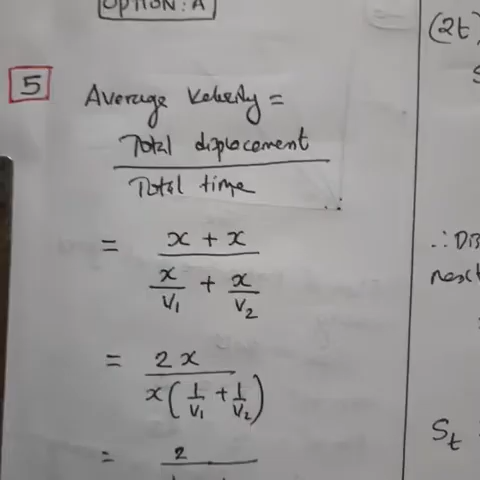 OPTION: A
5
Average Velocity =
Total displacement
Total time
= x + x
x/V₁ + x/V₂
= 2x
x(1/V₁ + 1/V₂)
= 2
(2t)
S
∴ DIS
next
=
St =